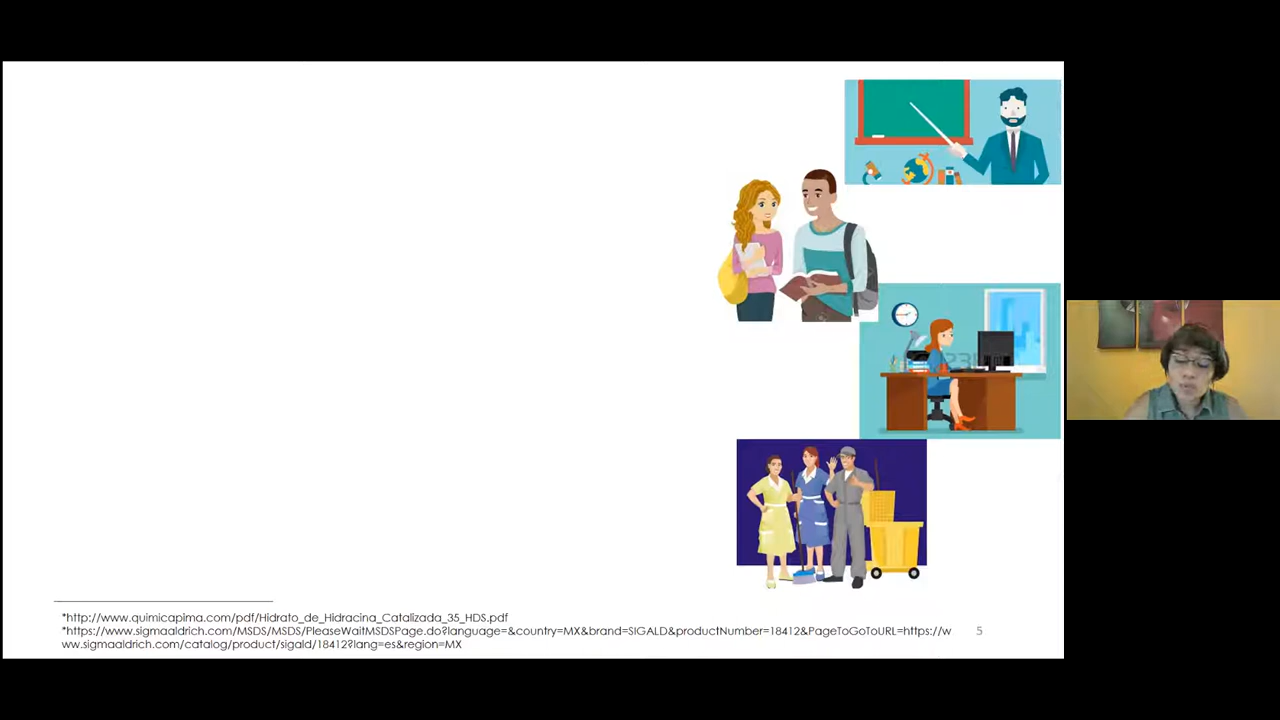 *http://www.quimicapima.com/pdf/Hidrato_de_Hidracina_Catalizada_35_HDS.pdf
*https://www.sigmaaldrich.com/MSDS/MSDS/PleaseWaitMSDSPage.do?language=&country=MX&brand=SIGALD&productNumber=18412&PageToGoToURL=https://w
ww.sigmaaldrich.com/catalog/product/sigald/18412?lang=es&region=MX
5